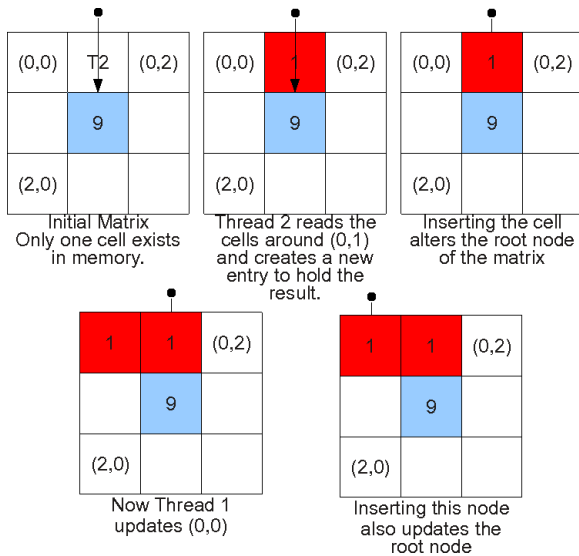 (0,0) T2 (0,2)
9
(2,0)
Initial Matrix
Only one cell exists
in memory.
(0,0) 1 (0,2)
9
Thread 2 reads the
cells around (0,1)
and creates a new
entry to hold the
result.
(0,0) 1 (0,2)
9
(2,0)
Inserting the cell
alters the root node
of the matrix
1 1 (0,2)
9
(2,0)
Now Thread 1
updates (0,0)
1 1 (0,2)
9
(2,0)
Inserting this node
also updates the
root node